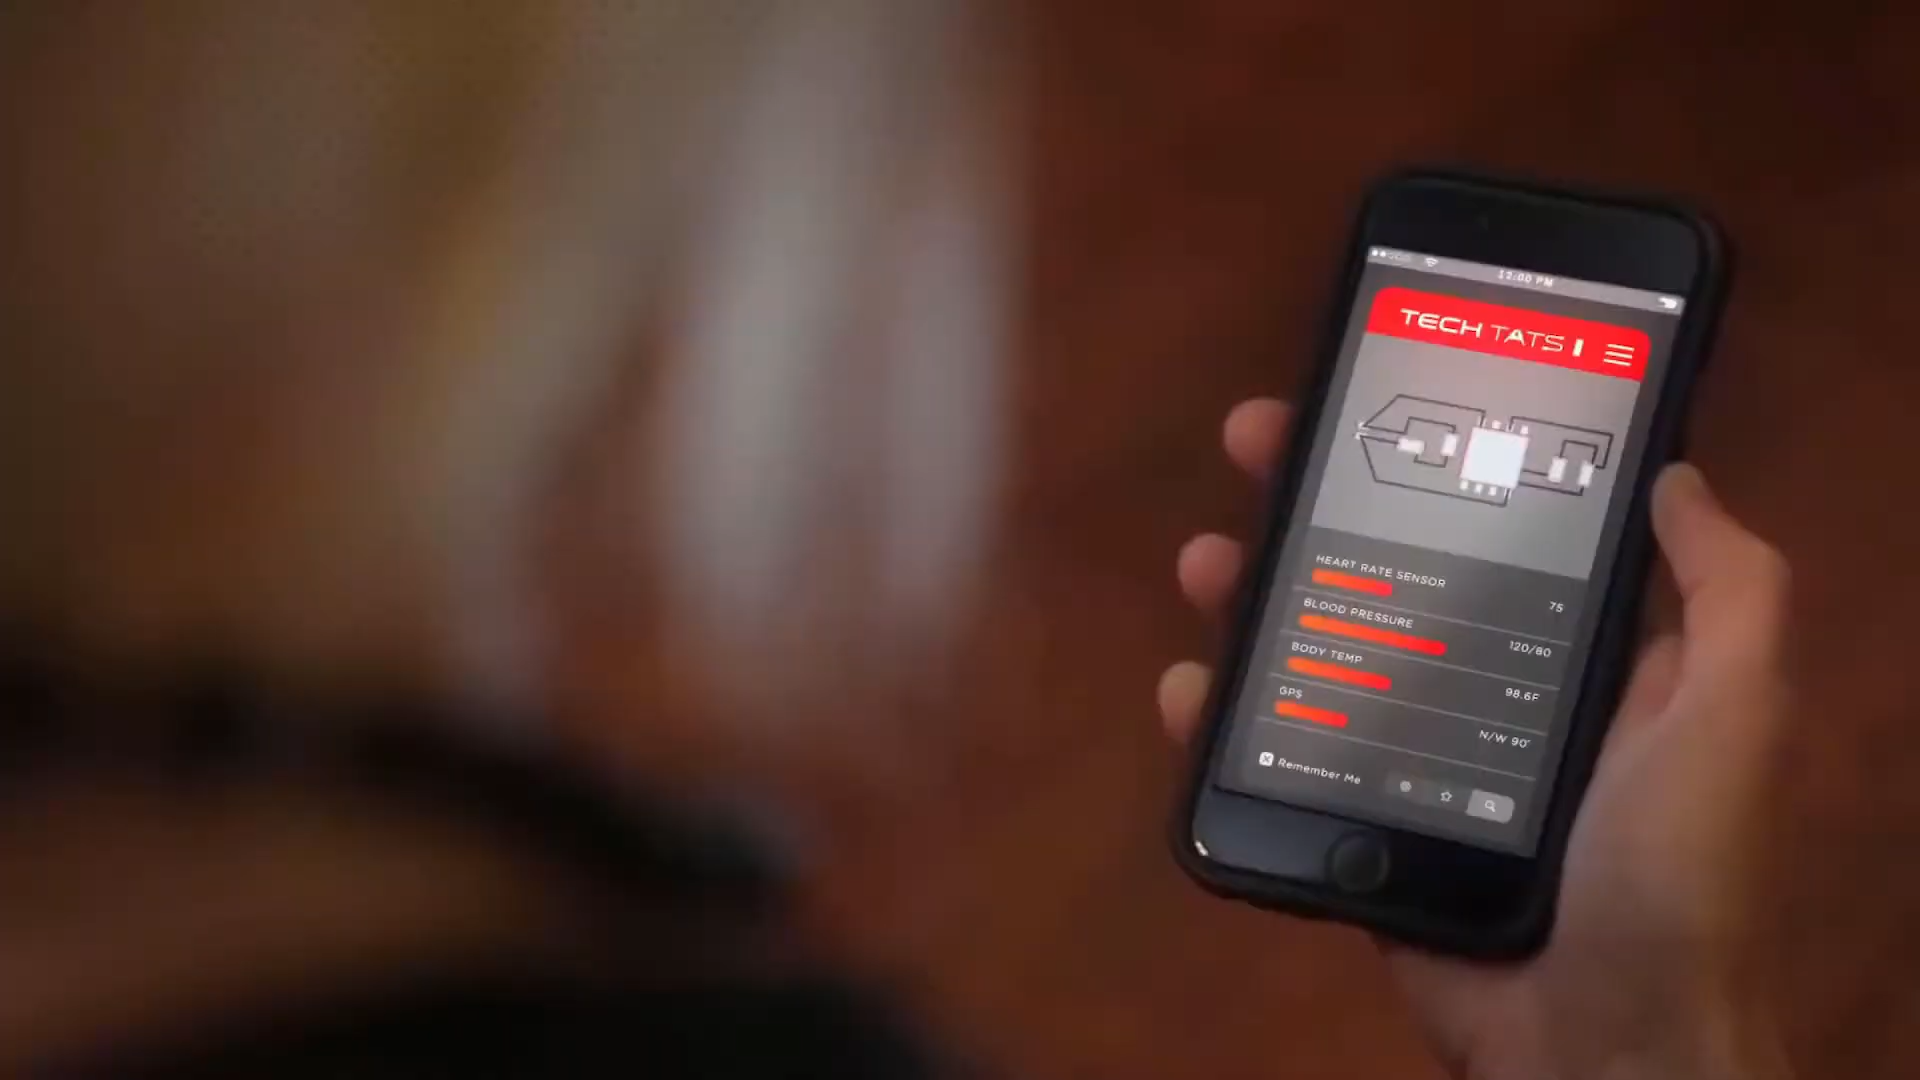 12:00 PM
TECH TATS
HEART RATE SENSOR
75
BLOOD PRESSURE
120/80
BODY TEMP
98.6F
GPS
N/W 90°
Remember Me